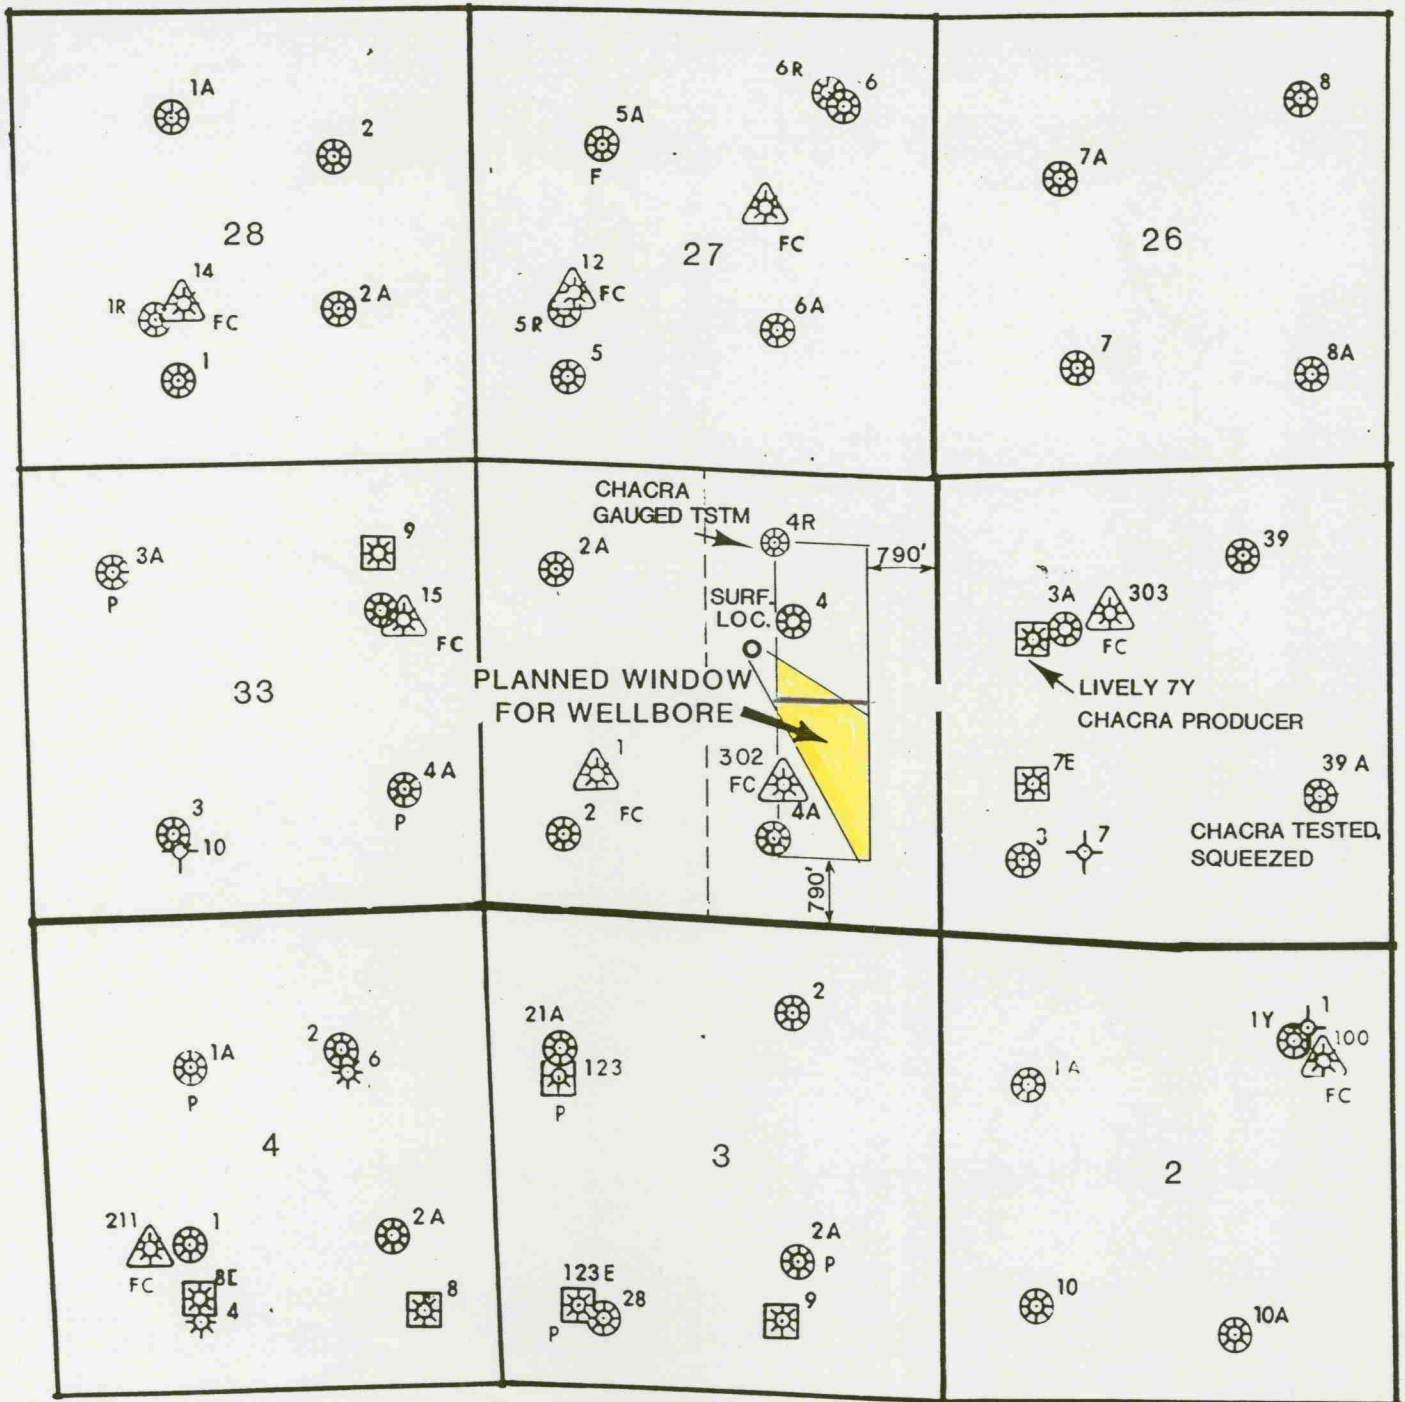 1A
2
28
14
1R
FC
2A
1
6R
6
5A
F
FC
27
12
FC
5R
6A
5
8
7A
26
7
8A
3A
P
9
15
FC
33
4A
P
3
10
CHACRA
GAUGED TSTM
4R
790'
2A
SURF.
LOC.
4
PLANNED WINDOW
FOR WELLBORE
1
FC
302
FC
2
4A
790'
39
3A
303
FC
LIVELY 7Y
CHACRA PRODUCER
7E
39 A
3
7
CHACRA TESTED,
SQUEEZED
1A
P
2
6
4
211
FC
1
2A
8E
4
8
2
21A
123
P
3
2A
P
123E
P
28
9
1
1Y
100
FC
1A
2
10
10A